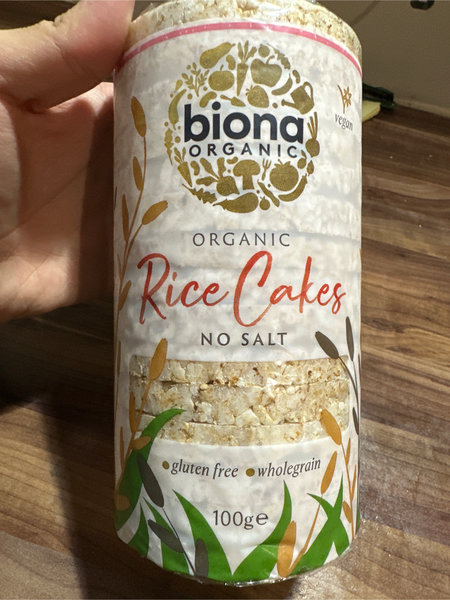 biona
ORGANIC
vegan
ORGANIC
Rice Cakes
NO SALT
gluten free wholegrain
100g℮